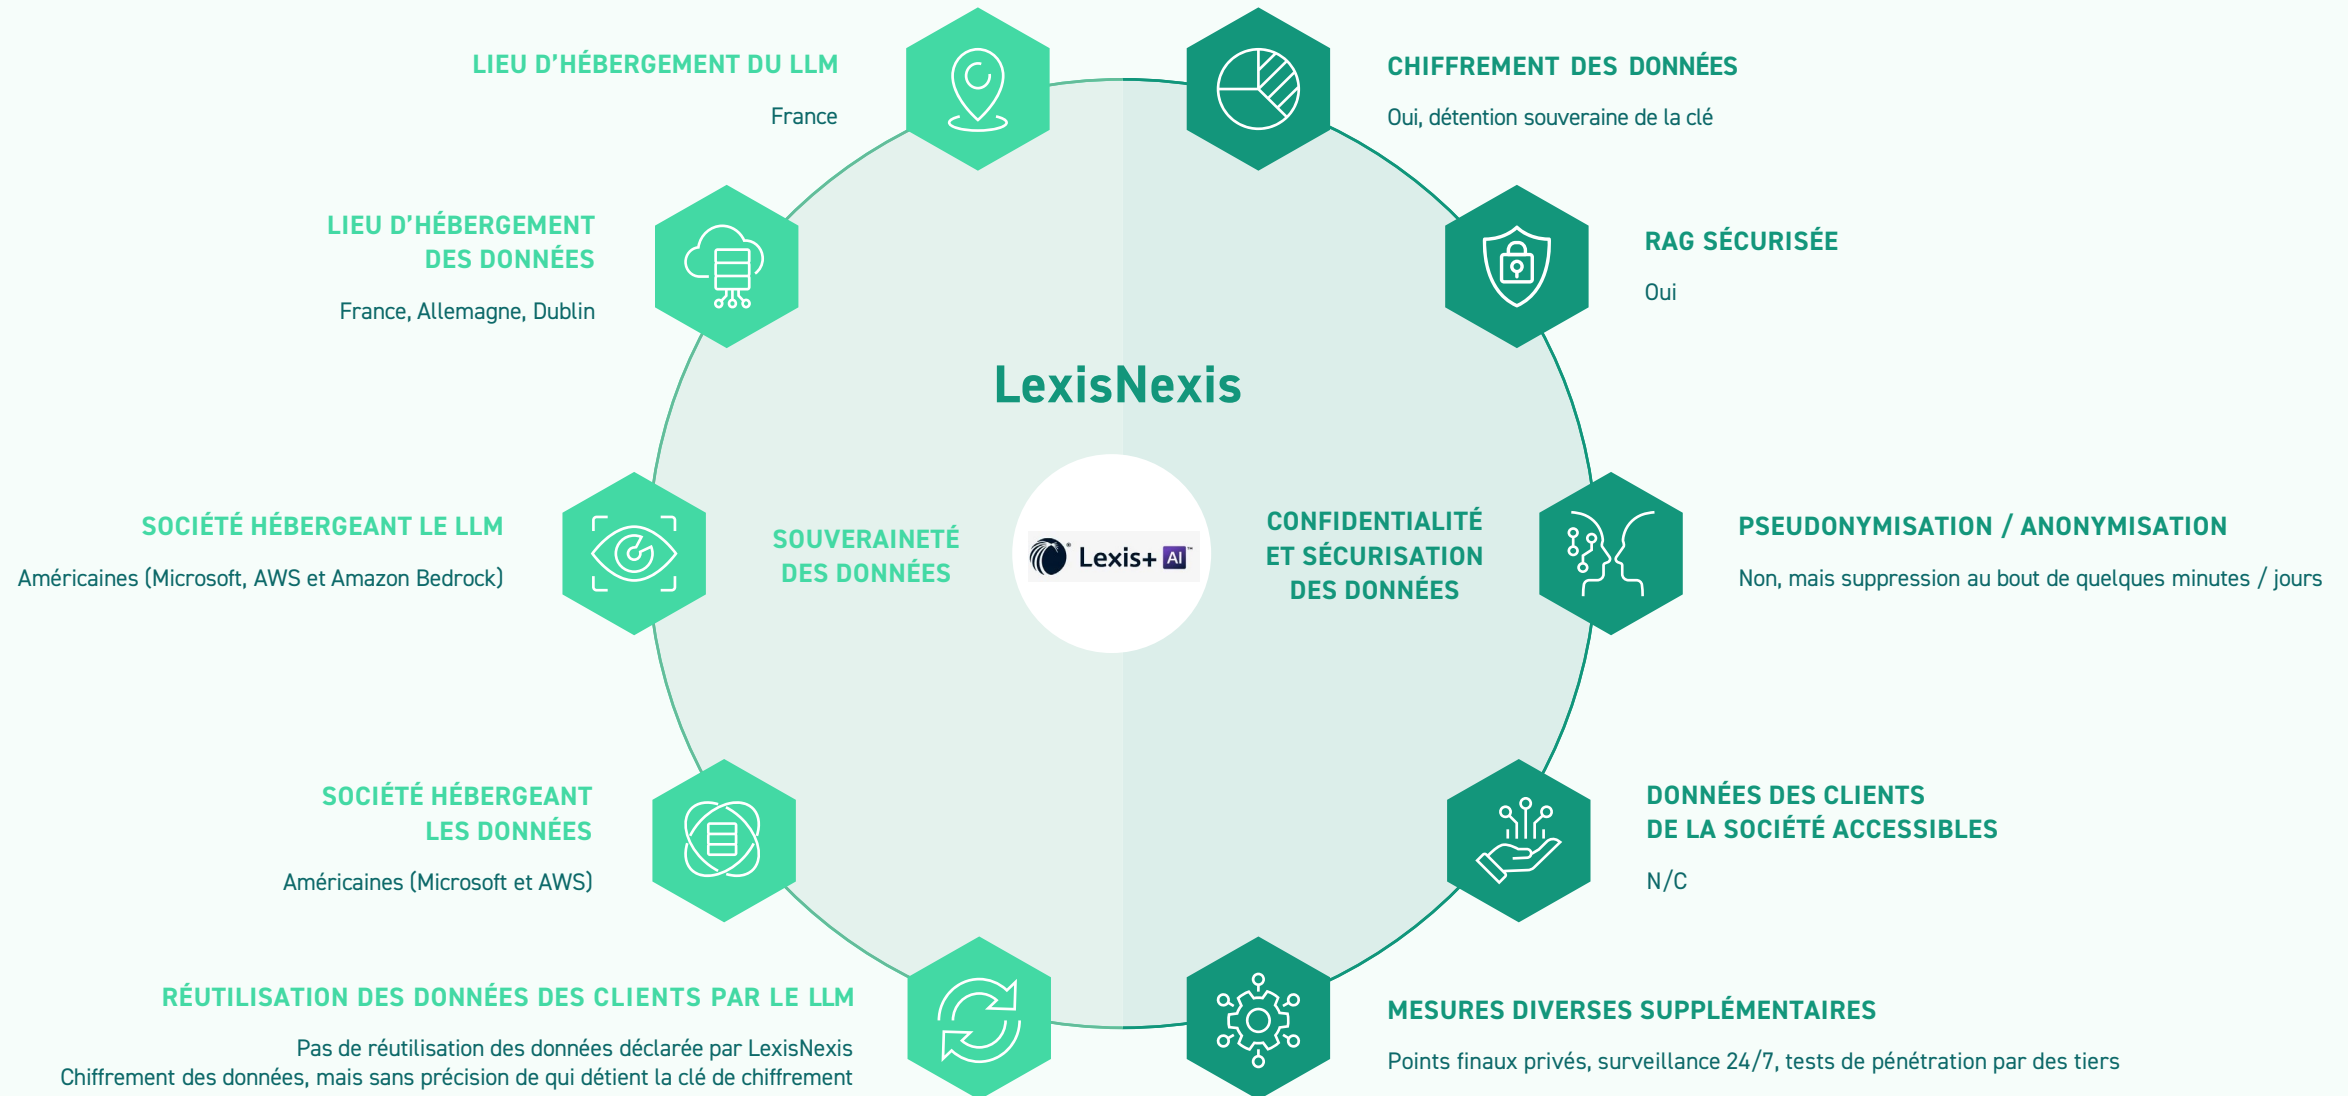 LIEU D’HÉBERGEMENT DU LLM
France
LIEU D’HÉBERGEMENT
DES DONNÉES
France, Allemagne, Dublin
SOCIÉTÉ HÉBERGEANT LE LLM
Américaines (Microsoft, AWS et Amazon Bedrock)
SOCIÉTÉ HÉBERGEANT
LES DONNÉES
Américaines (Microsoft et AWS)
RÉUTILISATION DES DONNÉES DES CLIENTS PAR LE LLM
Pas de réutilisation des données déclarée par LexisNexis
Chiffrement des données, mais sans précision de qui détient la clé de chiffrement
LexisNexis
SOUVERAINETÉ
DES DONNÉES
Lexis+ AI™
CONFIDENTIALITÉ
ET SÉCURISATION
DES DONNÉES
CHIFFREMENT DES DONNÉES
Oui, détention souveraine de la clé
RAG SÉCURISÉE
Oui
PSEUDONYMISATION / ANONYMISATION
Non, mais suppression au bout de quelques minutes / jours
DONNÉES DES CLIENTS
DE LA SOCIÉTÉ ACCESSIBLES
N/C
MESURES DIVERSES SUPPLÉMENTAIRES
Points finaux privés, surveillance 24/7, tests de pénétration par des tiers